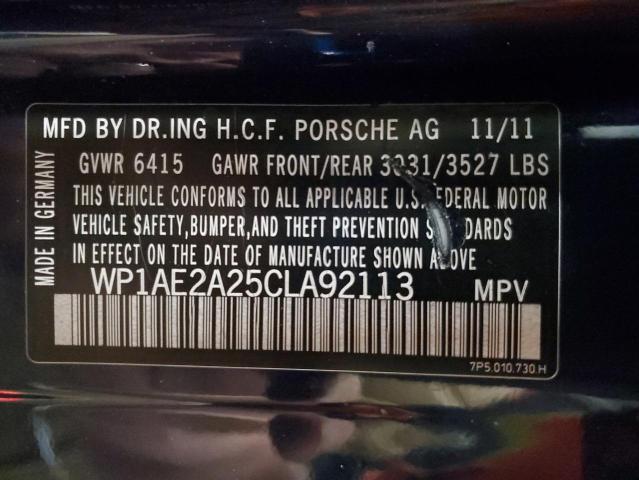 MFD BY DR.ING H.C.F. PORSCHE AG 11/11
GVWR 6415 GAWR FRONT/REAR /3527 LBS
THIS VEHICLE CONFORMS TO ALL APPLICABLE U.S. FEDERAL MOTOR
VEHICLE SAFETY,BUMPER,AND THEFT PREVENTION
IN EFFECT ON THE DATE OF MANUFACTURE SHOWN ABOVE
WP1AE2A25CLA92113 MPV
7P5.010.730.H
MADE IN GERMANY